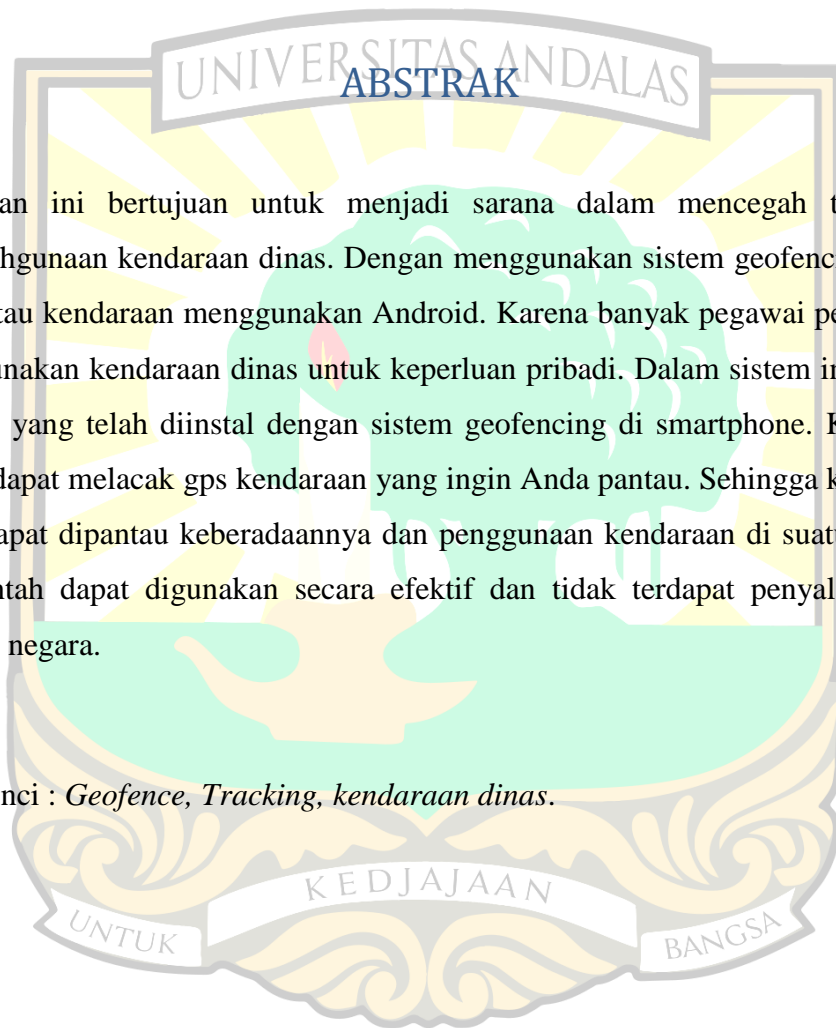 UNIVERSITAS ANDALAS
ABSTRAK
an ini bertujuan untuk menjadi sarana dalam mencegah t
hgunaan kendaraan dinas. Dengan menggunakan sistem geofenc
tau kendaraan menggunakan Android. Karena banyak pegawai pe
unakan kendaraan dinas untuk keperluan pribadi. Dalam sistem in
yang telah diinstal dengan sistem geofencing di smartphone. K
dapat melacak gps kendaraan yang ingin Anda pantau. Sehingga k
apat dipantau keberadaannya dan penggunaan kendaraan di suatu
ntah dapat digunakan secara efektif dan tidak terdapat penyal
negara.
nci : Geofence, Tracking, kendaraan dinas.
KEDJAJAAN
UNTUK BANGSA